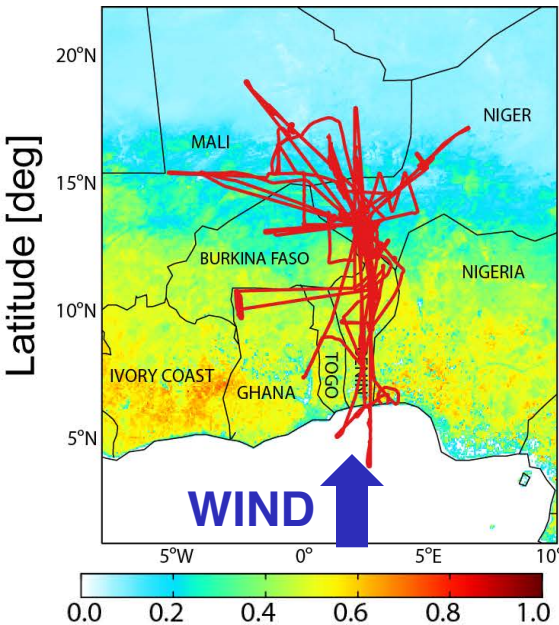 20°N
NIGER
MALI
15°N
BURKINA FASO
NIGERIA
10°N
Latitude [deg]
IVORY COAST
GHANA
TOGO
5°N
WIND
5°W
0°
5°E
10°
0.0
0.2
0.4
0.6
0.8
1.0